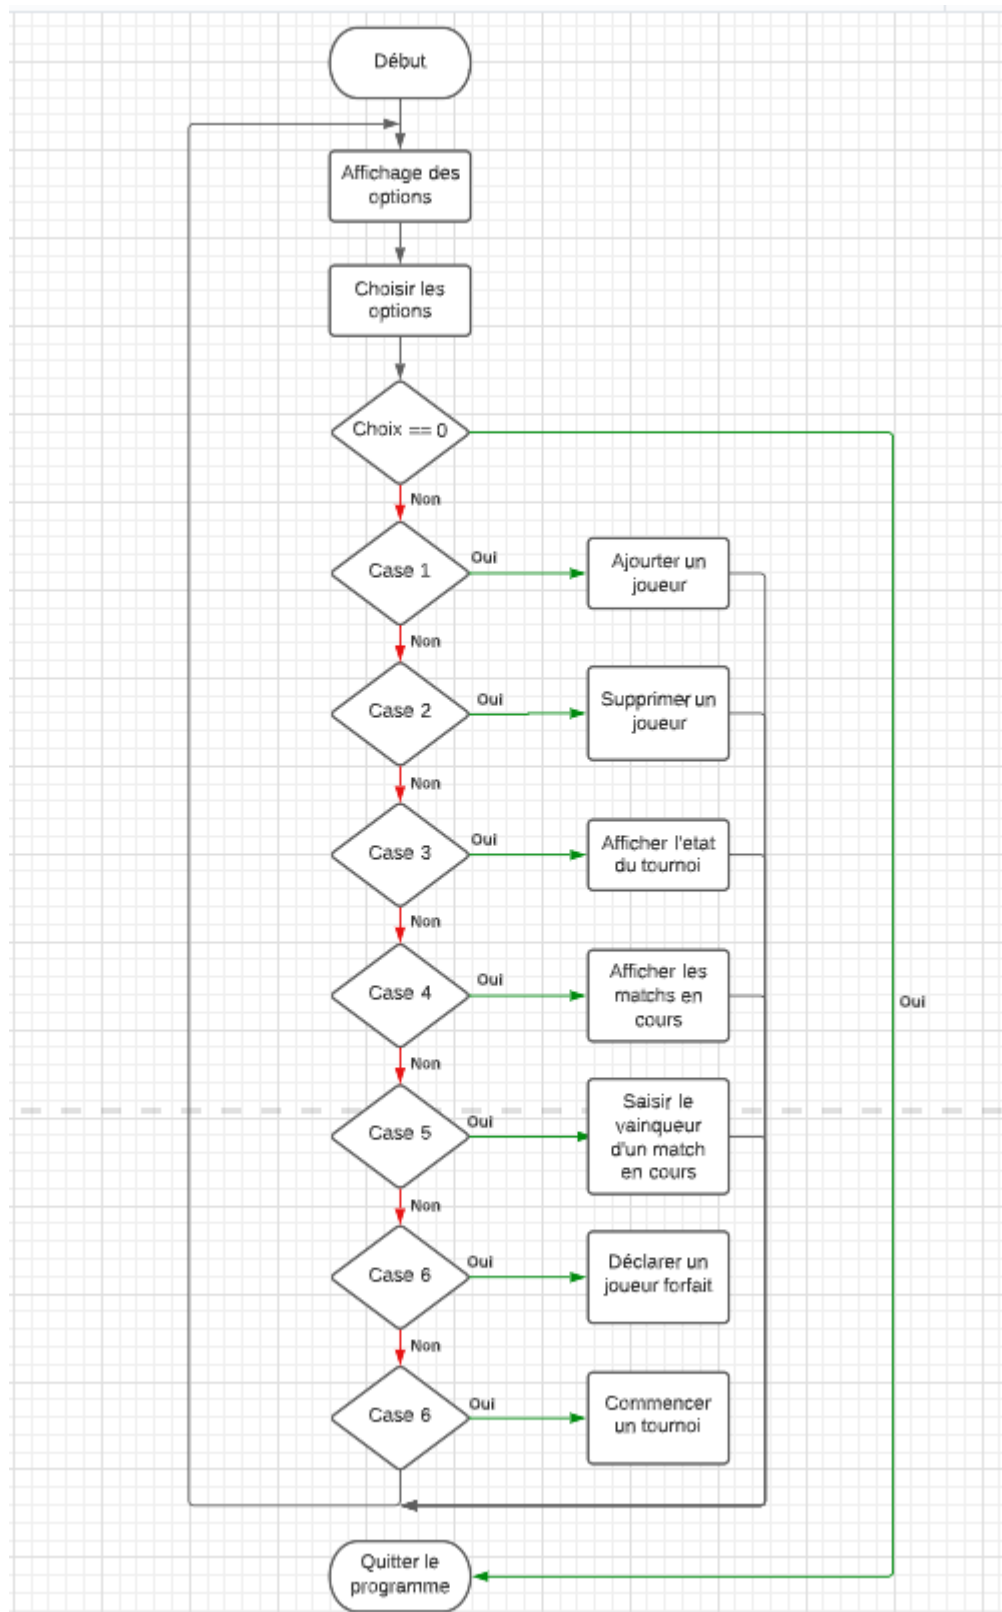 Début
Affichage des
options
Choisir les
options
Choix == 0
Non
Case 1
Oui
Ajourter un
joueur
Non
Case 2
Oui
Supprimer un
joueur
Non
Case 3
Oui
Afficher l'etat
du tournoi
Non
Case 4
Oui
Afficher les
matchs en
cours
Oui
Non
Case 5
Oui
Saisir le
vainqueur
d'un match
en cours
Non
Case 6
Oui
Déclarer un
joueur forfait
Non
Case 6
Oui
Commencer
un tournoi
Quitter le
programme